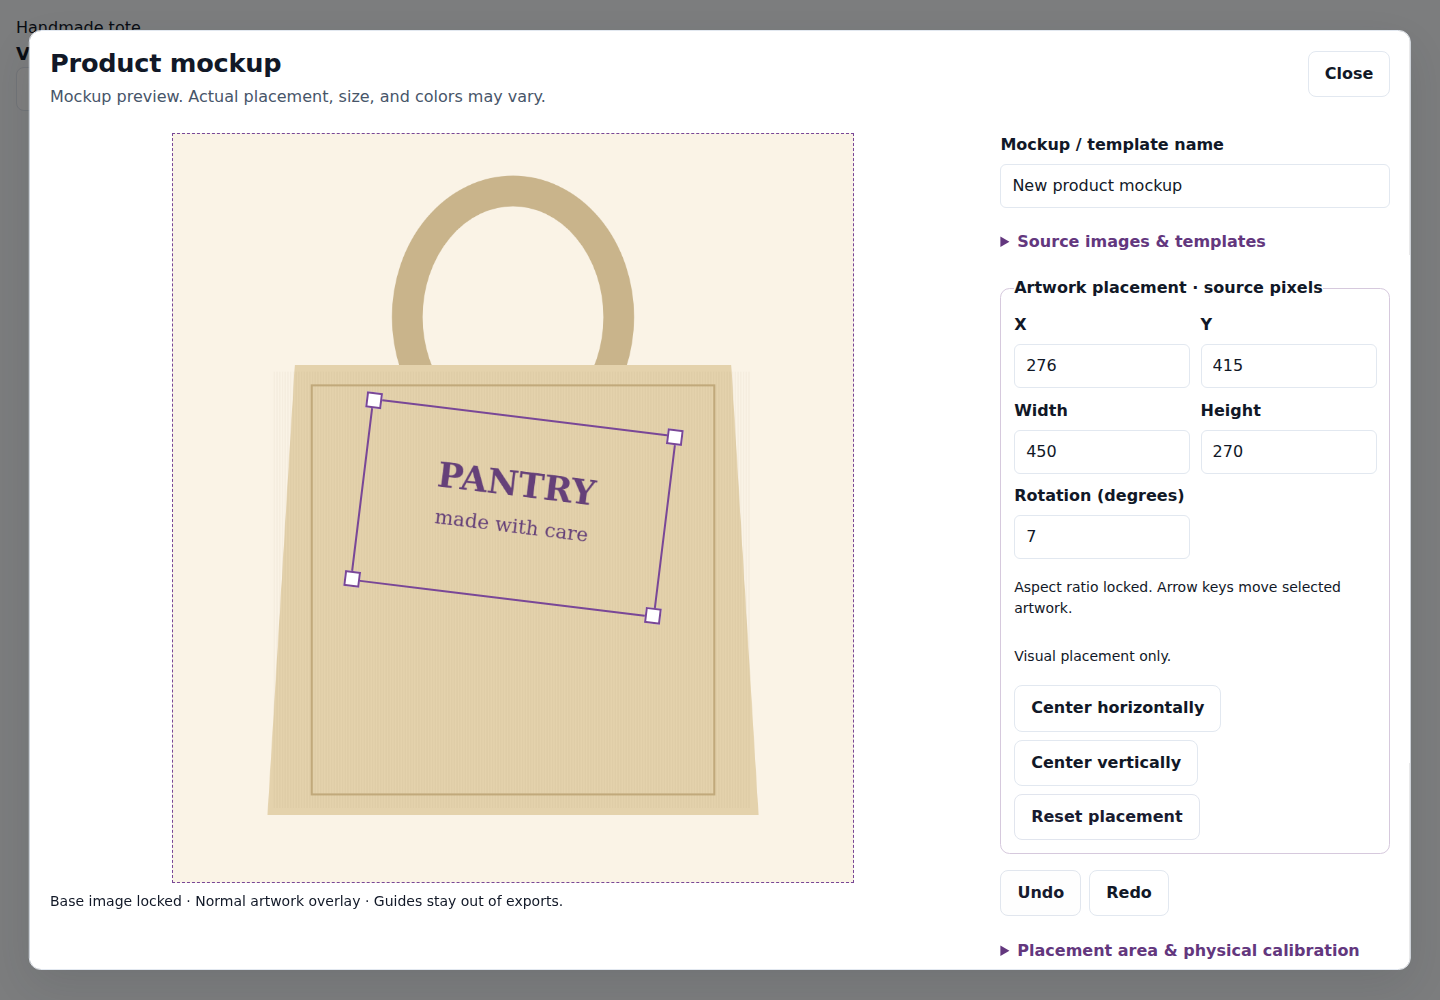 Handmade tote
V
Product mockup
Close
Mockup preview. Actual placement, size, and colors may vary.
PANTRY
made with care
Base image locked · Normal artwork overlay · Guides stay out of exports.
Mockup / template name
New product mockup
▶ Source images & templates
Artwork placement · source pixels
X Y
276 415
Width Height
450 270
Rotation (degrees)
7
Aspect ratio locked. Arrow keys move selected
artwork.
Visual placement only.
Center horizontally
Center vertically
Reset placement
Undo Redo
▶ Placement area & physical calibration